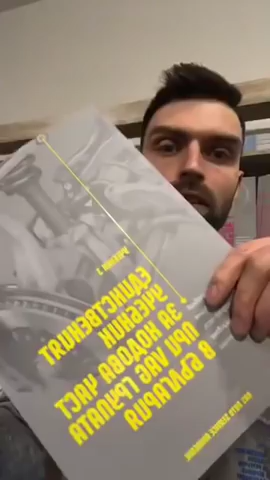 ЕДИНСТВЕНИЯТ
УЧЕБНИК
ЗА ХОДОВА ЧАСТ
ПРИ VAG ГРУПАТА
В БЪЛГАРИЯ